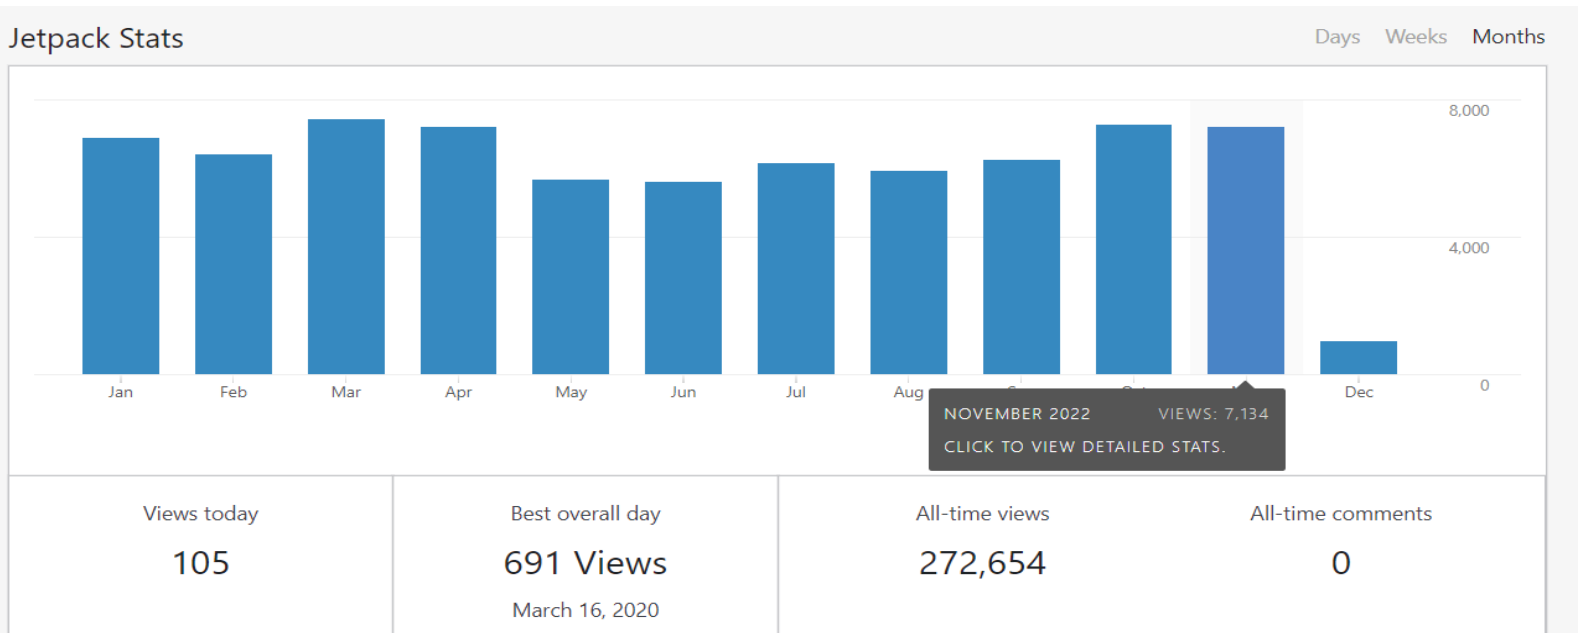 Jetpack Stats
Days Weeks Months
8,000
4,000
0
Jan Feb Mar Apr May Jun Jul Aug Dec
NOVEMBER 2022 VIEWS: 7,134
CLICK TO VIEW DETAILED STATS.
Views today Best overall day All-time views All-time comments
105 691 Views 272,654 0
March 16, 2020